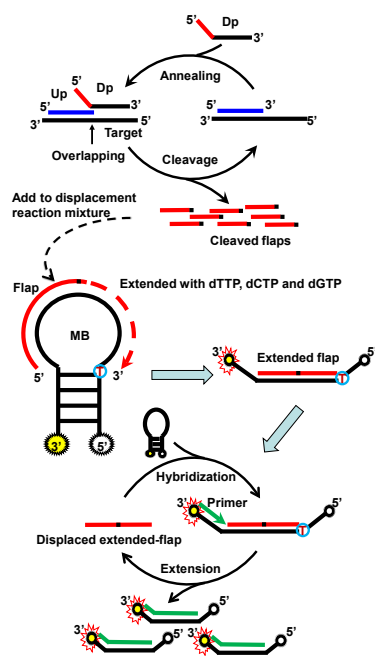 Dp
5’
3’
Annealing
5’
Dp
Up
5’
3’
3’
5’
Target
Overlapping
5’
3’
3’
5’
Cleavage
Add to displacement
reaction mixture
Cleaved flaps
Flap
Extended with dTTP, dCTP and dGTP
MB
T
5’
3’
3’
5’
3’
Extended flap
5’
T
Hybridization
Primer
3’
5’
T
Displaced extended-flap
Extension
3’
5’
3’
5’
3’
5’